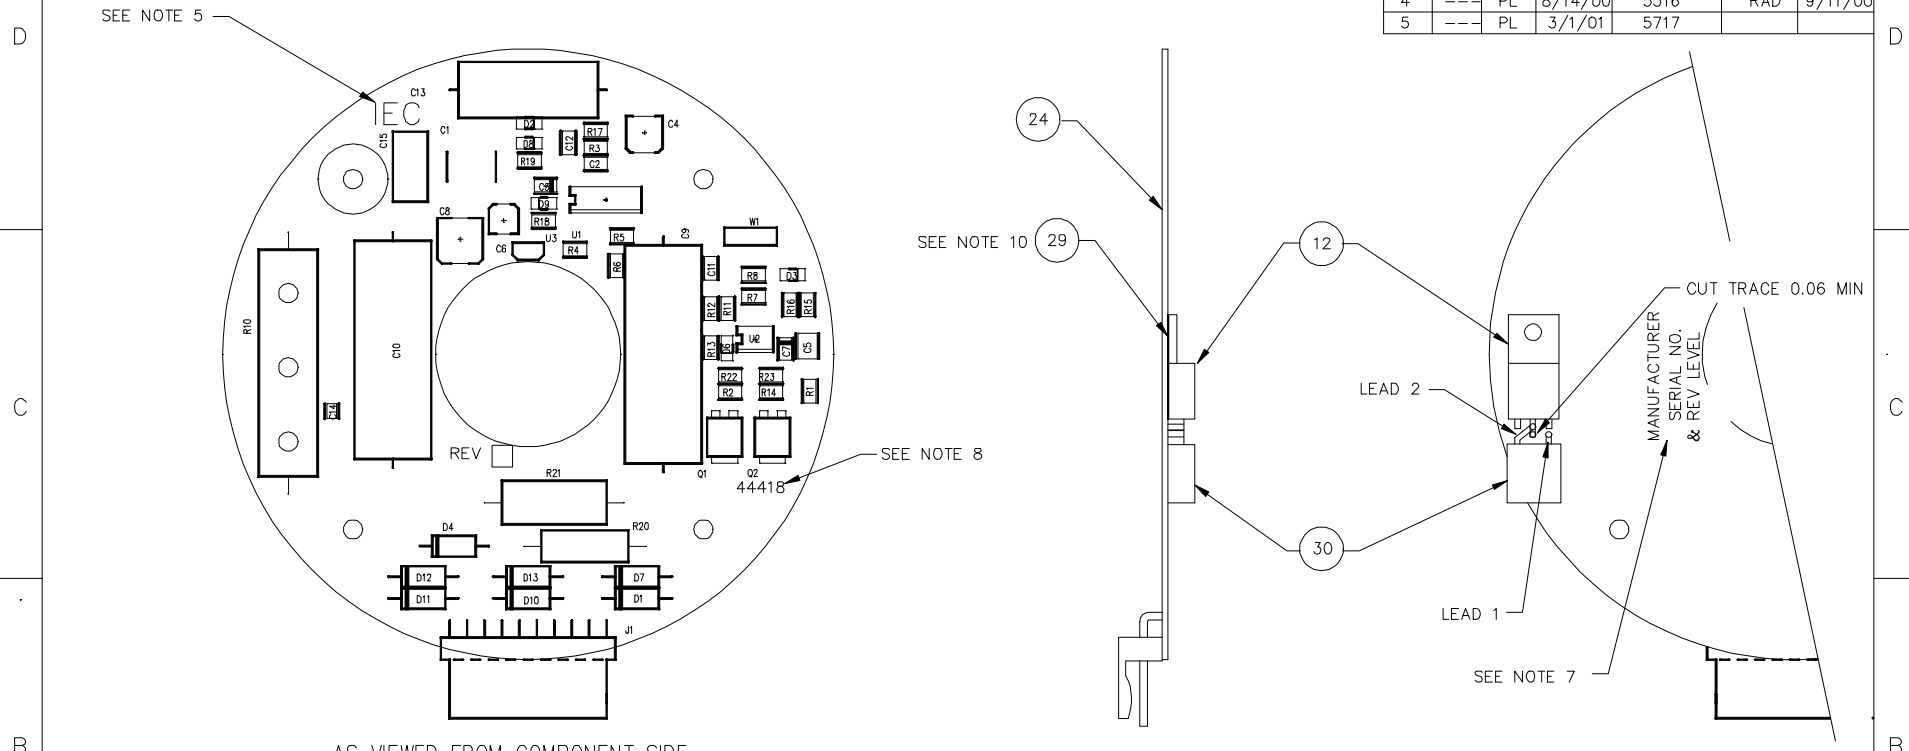 4 --- PL 8/14/00 5516 RAD 9/11/00
5 --- PL 3/1/01 5717
D
D
SEE NOTE 5
C13
IEC
C15
C1
D2
D8
R19
C12
R17
R3
C2
C4
D9
R18
C8
C6
U3
U1
R4
R5
R6
C9
W1
C11
R8
R7
D3
R12
R11
R16
R15
R13
D6
U2
C7
C5
R22
R2
R23
R14
R1
R10
C10
C14
REV
Q1
Q2
44418
SEE NOTE 8
R21
R20
D4
D12
D11
D13
D10
D7
D1
J1
24
SEE NOTE 10
29
12
CUT TRACE 0.06 MIN
LEAD 2
MANUFACTURER
SERIAL NO.
& REV LEVEL
30
LEAD 1
SEE NOTE 7
C
C
B
B
AS VIEWED FROM COMPONENT SIDE